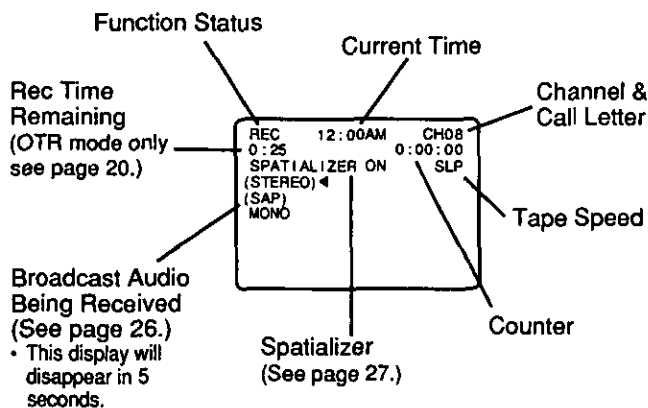 Function Status
Current Time
Rec Time
Remaining
(OTR mode only
see page 20.)
Channel &
Call Letter
REC 12:00AM CH08
0:25 0:00:00
SPATIALIZER ON SLP
(STEREO)◄
(SAP)
MONO
Tape Speed
Broadcast Audio
Being Received
(See page 26.)
• This display will
disappear in 5
seconds.
Spatializer
(See page 27.)
Counter